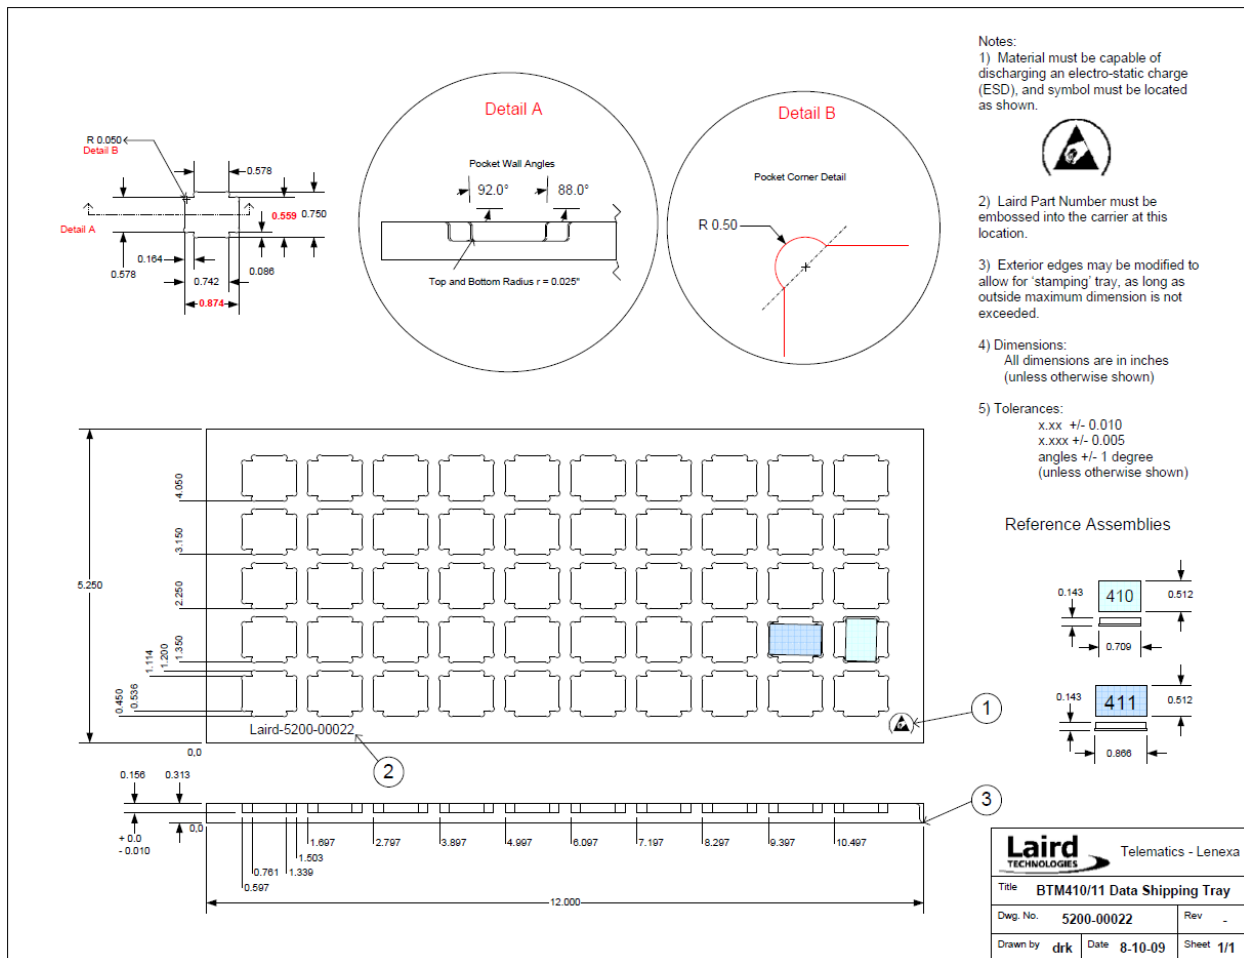 Notes:
1) Material must be capable of
discharging an electro-static charge
(ESD), and symbol must be located
as shown.
2) Laird Part Number must be
embossed into the carrier at this
location.
3) Exterior edges may be modified to
allow for 'stamping' tray, as long as
outside maximum dimension is not
exceeded.
4) Dimensions:
All dimensions are in inches
(unless otherwise shown)
5) Tolerances:
x.xx +/- 0.010
x.xxx +/- 0.005
angles +/- 1 degree
(unless otherwise shown)
R 0.050
Detail B
0.578
0.559
0.750
Detail A
0.164
0.578
0.742
0.086
0.874
Detail A
Pocket Wall Angles
92.0°
88.0°
Top and Bottom Radius r = 0.025"
Detail B
Pocket Corner Detail
R 0.50
5.250
4.050
3.150
2.250
1.350
1.200
1.114
0.536
0.450
0,0
Laird-5200-00022
1
2
Reference Assemblies
0.143
410
0.512
0.709
0.143
411
0.512
0.866
0.156
0.313
+ 0.0
- 0.010
0,0
0.597
0.761
1.339
1.503
1.697
2.797
3.897
4.997
6.097
7.197
8.297
9.397
10.497
12.000
3
Laird
TECHNOLOGIES
Telematics - Lenexa
Title BTM410/11 Data Shipping Tray
Dwg. No. 5200-00022 Rev -
Drawn by drk Date 8-10-09 Sheet 1/1